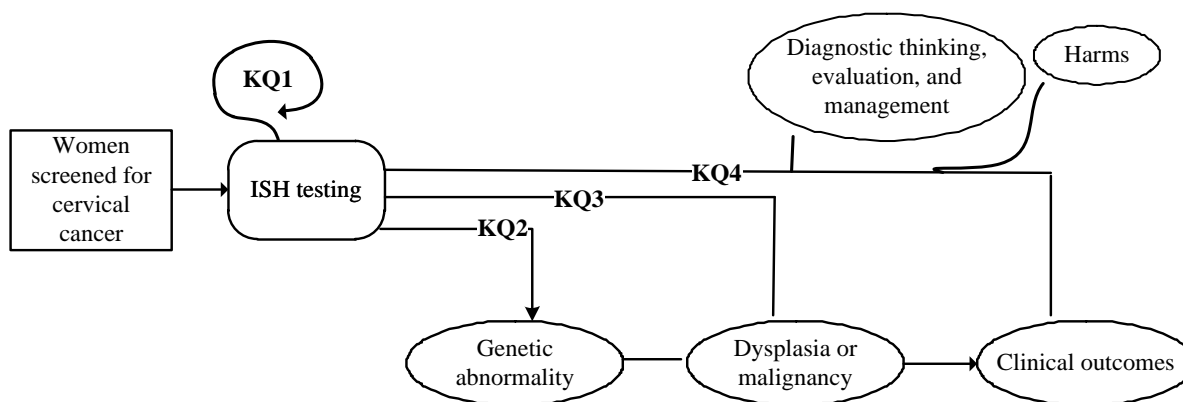 KQ1
Women
screened for
cervical
cancer
ISH testing
Diagnostic thinking,
evaluation, and
management
Harms
KQ4
KQ3
KQ2
Genetic
abnormality
Dysplasia or
malignancy
Clinical outcomes